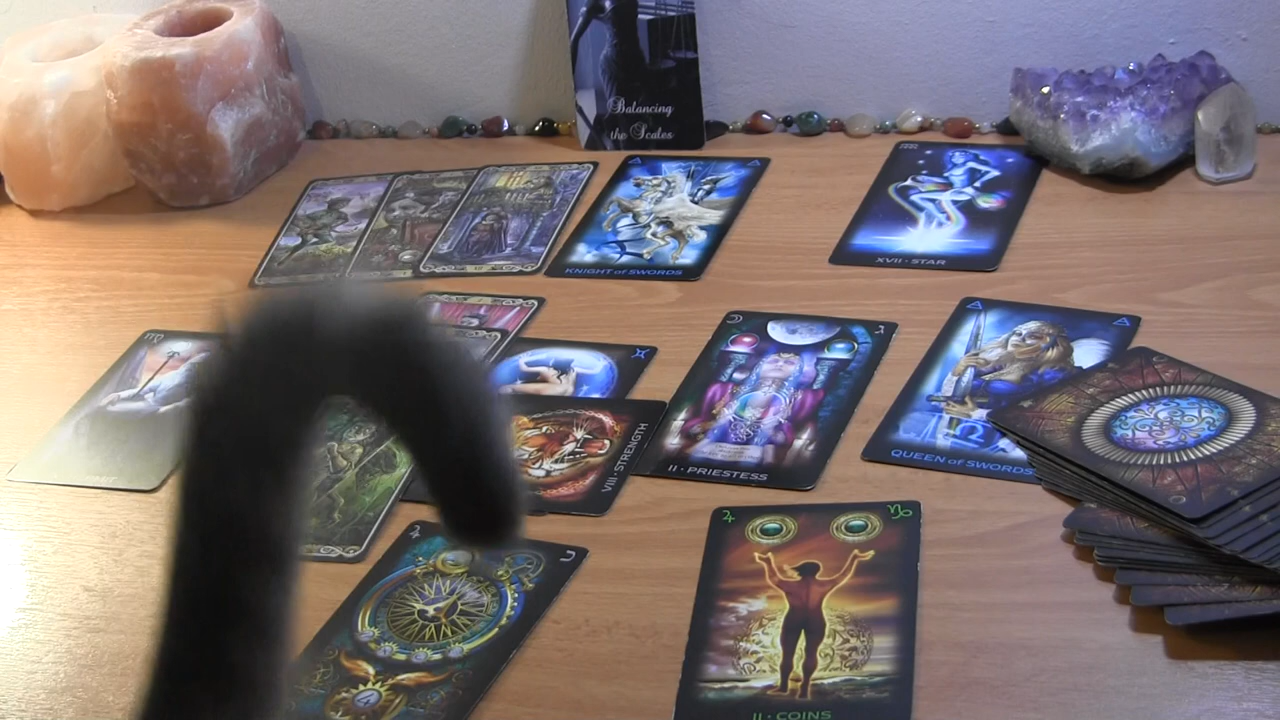 Balancing
the Scales
KNIGHT of SWORDS
XVII · STAR
VIII · STRENGTH
II · PRIESTESS
QUEEN of SWORDS
II · COINS